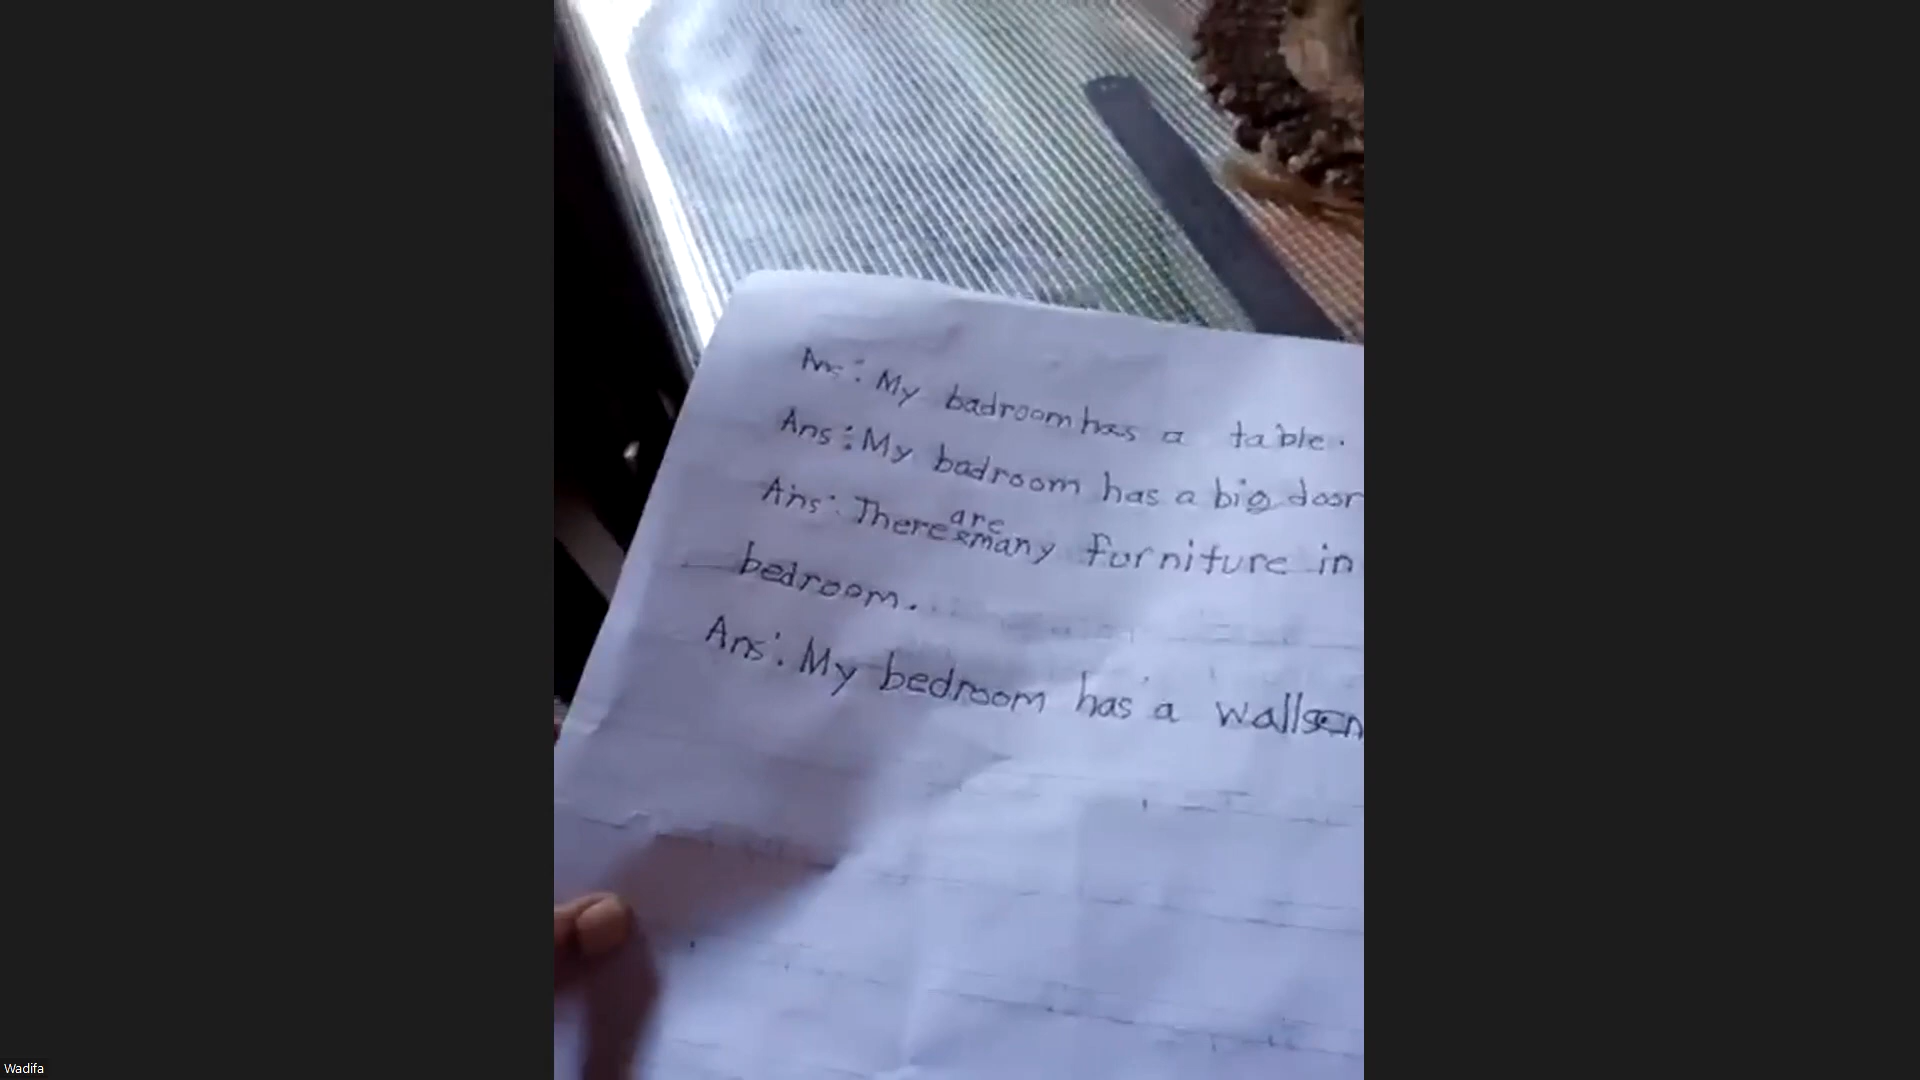 Ans: My badroom has a table.
Ans: My badroom has a big door
Ans: There are many furniture in
bedroom.
Ans: My bedroom has a
Wadifa